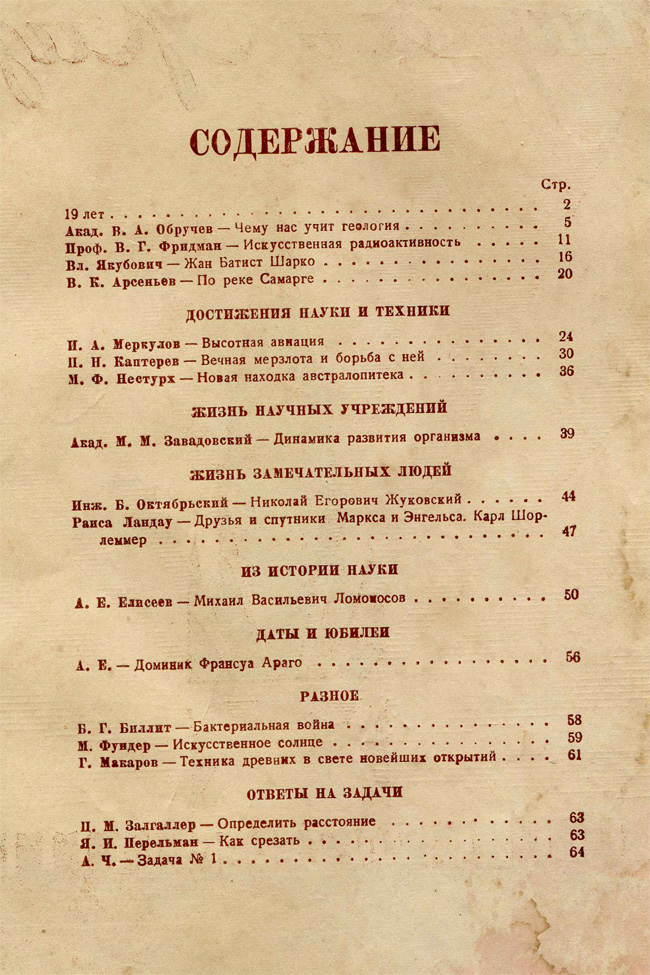 СОДЕРЖАНИЕ
Стр.
19 лет . . . . . . . . . . . . . . . . . . . . . . . . . . . . . . 2
Акад. В. А. Обручев — Чему нас учит геология . . . . . . . . . . . 5
Проф. В. Г. Фридман — Искусственная радиоактивность . . . . . 11
Вл. Якубович — Жан Батист Шарко . . . . . . . . . . . . . . . . 16
В. К. Арсеньев — По реке Самарге . . . . . . . . . . . . . . . . 20
ДОСТИЖЕНИЯ НАУКИ И ТЕХНИКИ
И. А. Меркулов — Высотная авиация . . . . . . . . . . . . . . . 24
П. Н. Каптерев — Вечная мерзлота и борьба с ней . . . . . . . . 30
М. Ф. Нестурх — Новая находка австралопитека . . . . . . . . . . 36
ЖИЗНЬ НАУЧНЫХ УЧРЕЖДЕНИЙ
Акад. М. М. Завадовский — Динамика развития организма . . . . 39
ЖИЗНЬ ЗАМЕЧАТЕЛЬНЫХ ЛЮДЕЙ
Инж. Б. Октябрьский — Николай Егорович Жуковский . . . . . . 44
Раиса Ландау — Друзья и спутники Маркса и Энгельса. Карл Шор-
леммер . . . . . . . . . . . . . . . . . . . . . . . . . . . . 47
ИЗ ИСТОРИИ НАУКИ
А. Е. Елисеев — Михаил Васильевич Ломоносов . . . . . . . . . . 50
ДАТЫ И ЮБИЛЕИ
А. Е. — Доминик Франсуа Араго . . . . . . . . . . . . . . . . . 56
РАЗНОЕ
Б. Г. Биллит — Бактериальная война . . . . . . . . . . . . . . . 58
М. Фундер — Искусственное солнце . . . . . . . . . . . . . . . . 59
Г. Макаров — Техника древних в свете новейших открытий . . . . 61
ОТВЕТЫ НА ЗАДАЧИ
П. М. Залгаллер — Определить расстояние . . . . . . . . . . . . 63
Я. И. Перельман — Как срезать . . . . . . . . . . . . . . . . . 63
А. Ч. — Задача № 1 . . . . . . . . . . . . . . . . . . . . . . . 64